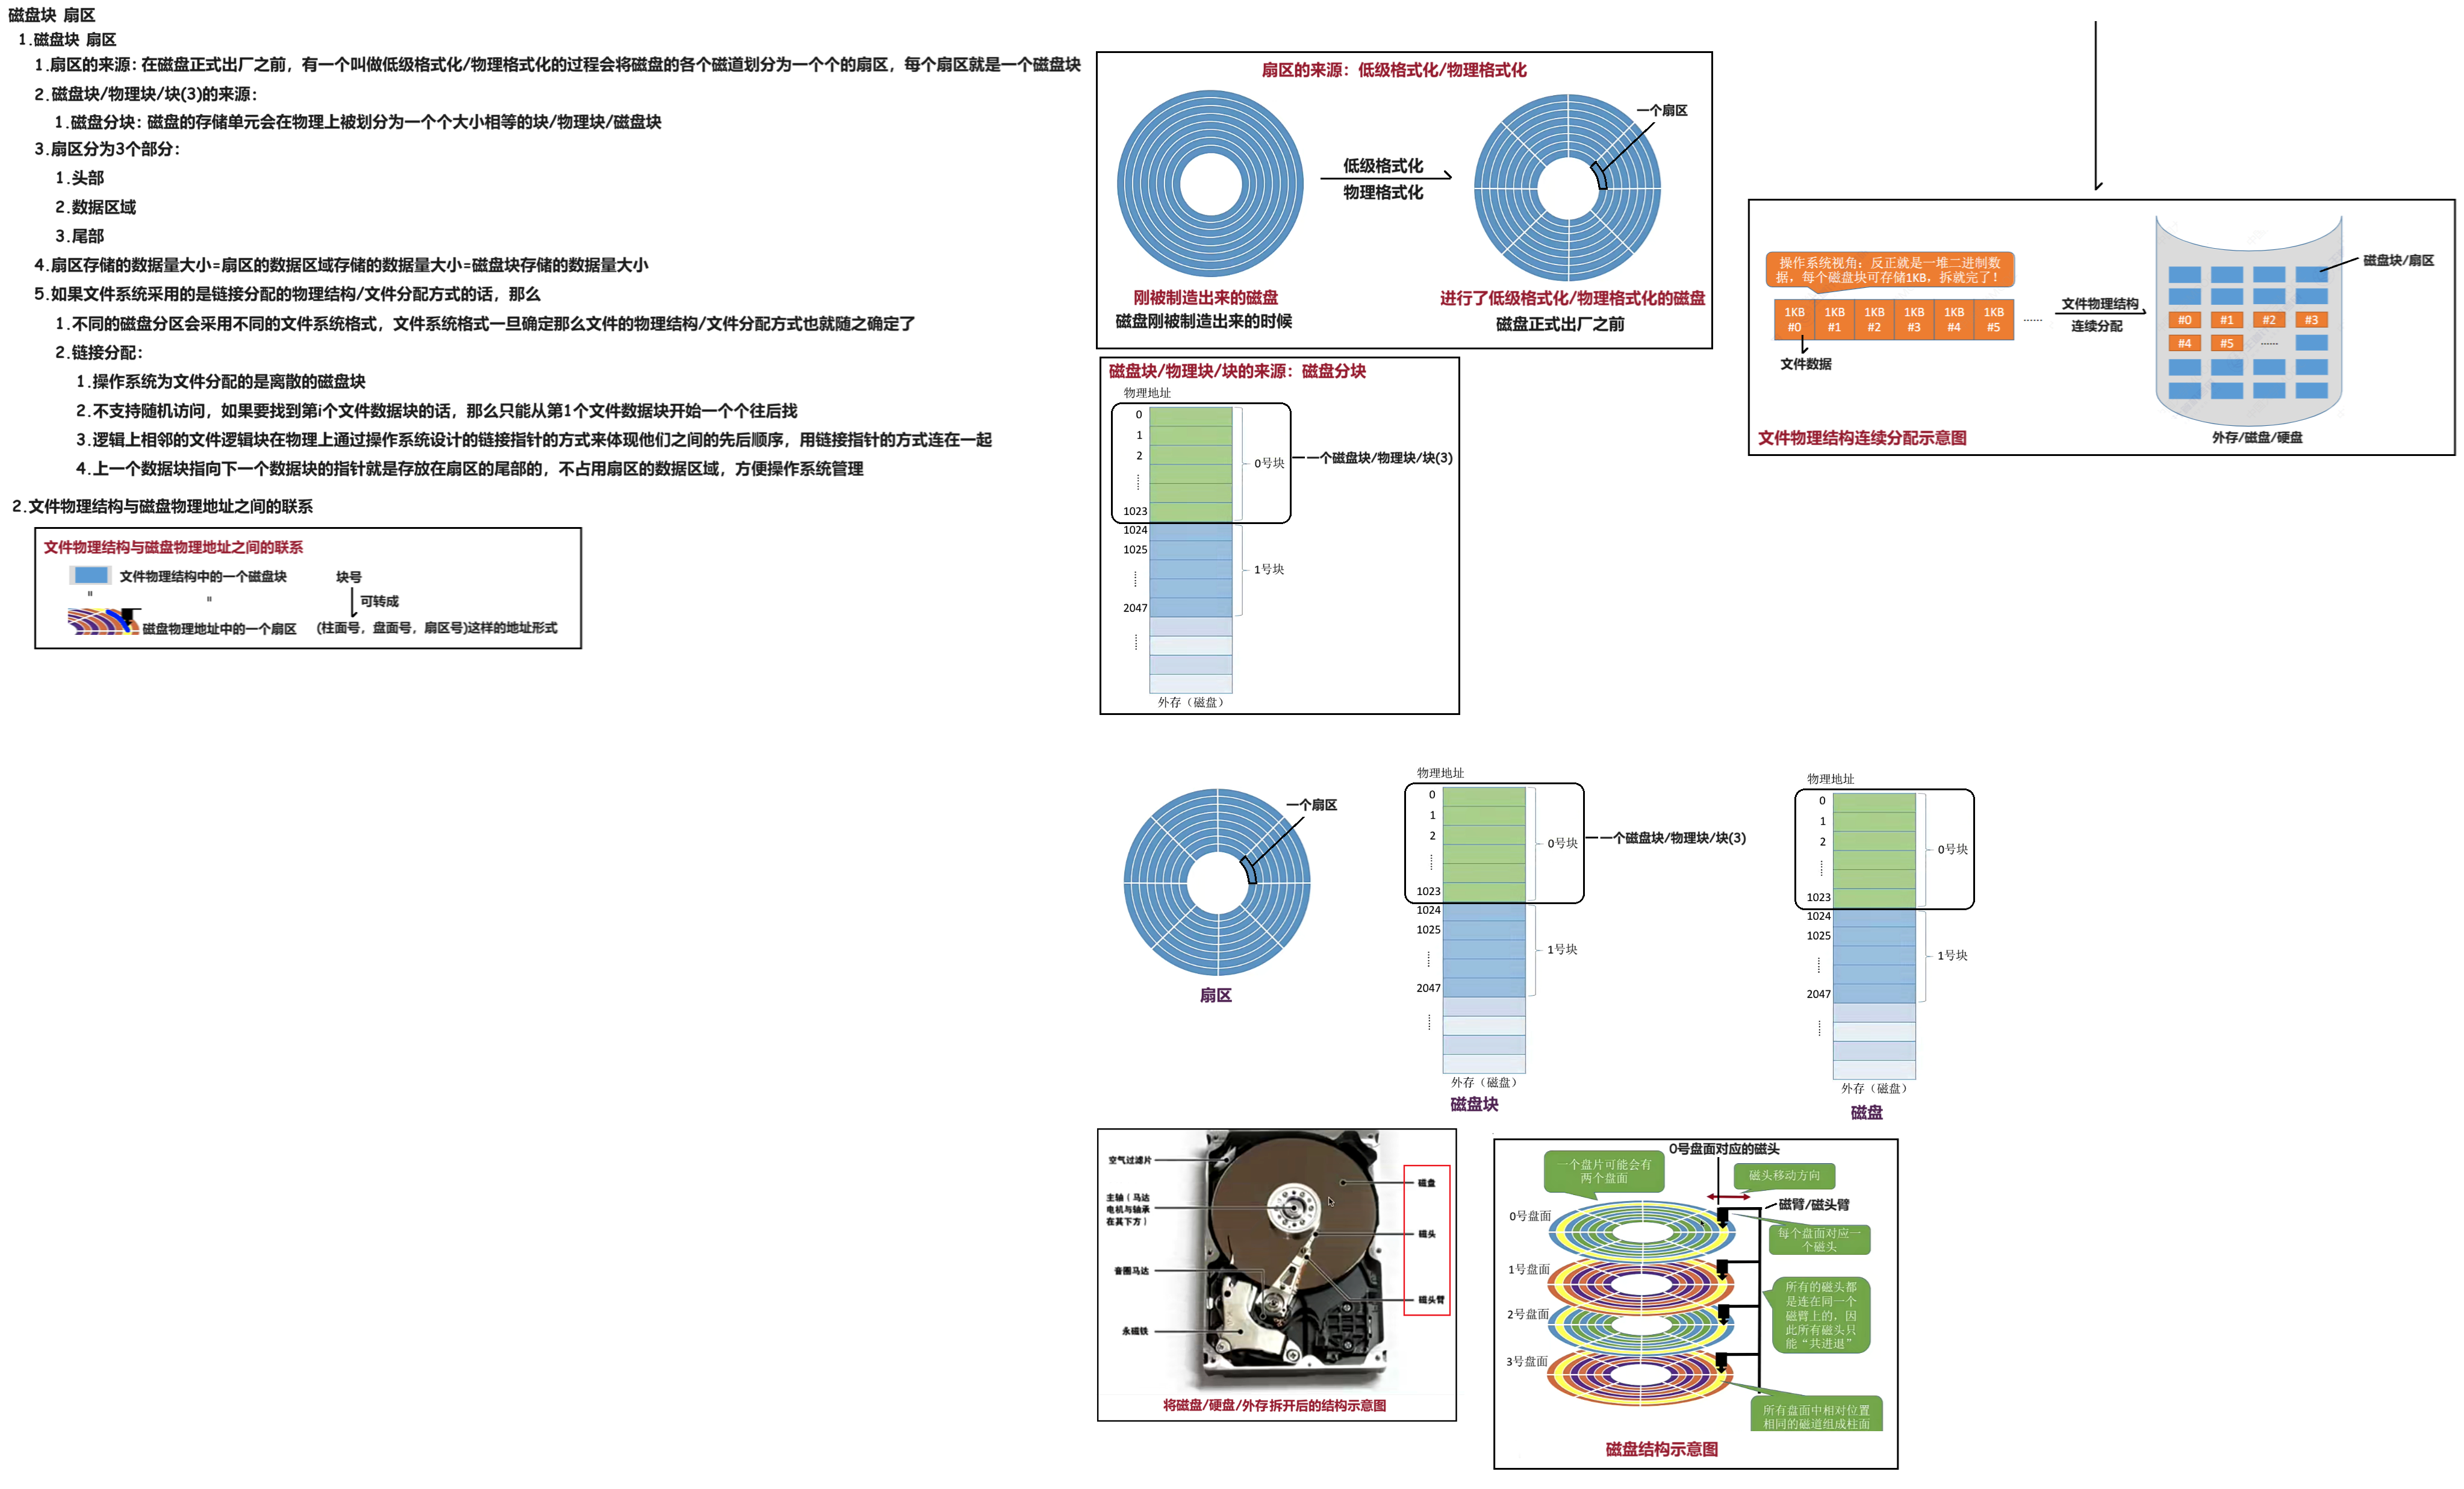 磁盘块 扇区
1.磁盘块 扇区
1.扇区的来源：在磁盘正式出厂之前，有一个叫做低级格式化/物理格式化的过程会将磁盘的各个磁道划分为一个个的扇区，每个扇区就是一个磁盘块
2.磁盘块/物理块/块(3)的来源：
1.磁盘分块：磁盘的存储单元会在物理上被划分为一个个大小相等的块/物理块/磁盘块
3.扇区分为3个部分：
1.头部
2.数据区域
3.尾部
4.扇区存储的数据量大小=扇区的数据区域存储的数据量大小=磁盘块存储的数据量大小
5.如果文件系统采用的是链接分配的物理结构/文件分配方式的话，那么
1.不同的磁盘分区会采用不同的文件系统格式，文件系统格式一旦确定那么文件的物理结构/文件分配方式也就随之确定了
2.链接分配：
1.操作系统为文件分配的是离散的磁盘块
2.不支持随机访问，如果要找到第i个文件数据块的话，那么只能从第1个文件数据块开始一个个往后找
3.逻辑上相邻的文件逻辑块在物理上通过操作系统设计的链接指针的方式来体现他们之间的先后顺序，用链接指针的方式连在一起
4.上一个数据块指向下一个数据块的指针就是存放在扇区的尾部的，不占用扇区的数据区域，方便操作系统管理
2.文件物理结构与磁盘物理地址之间的联系
文件物理结构与磁盘物理地址之间的联系
文件物理结构中的一个磁盘块
块号
=
=
可转成
磁盘物理地址中的一个扇区
(柱面号，盘面号，扇区号)这样的地址形式
扇区的来源：低级格式化/物理格式化
一个扇区
低级格式化
物理格式化
刚被制造出来的磁盘
磁盘刚被制造出来的时候
进行了低级格式化/物理格式化的磁盘
磁盘正式出厂之前
磁盘块/物理块/块的来源：磁盘分块
物理地址
0
1
2
……
1023
1024
1025
……
2047
……
0号块
一个磁盘块/物理块/块(3)
1号块
外存（磁盘）
操作系统视角：反正就是一堆二进制数
据，每个磁盘块可存储1KB，拆就完了！
1KB #0
1KB #1
1KB #2
1KB #3
1KB #4
1KB #5
……
文件数据
文件物理结构
连续分配
磁盘块/扇区
#0 #1 #2 #3
#4 #5 ……
外存/磁盘/硬盘
文件物理结构连续分配示意图
一个扇区
扇区
物理地址
0
1
2
……
1023
1024
1025
……
2047
……
0号块
一个磁盘块/物理块/块(3)
1号块
外存（磁盘）
磁盘块
物理地址
0
1
2
……
1023
1024
1025
……
2047
……
0号块
1号块
外存（磁盘）
磁盘
空气过滤片
主轴（马达
电机与轴承
在其下方）
音圈马达
永磁铁
磁盘
磁头
磁头臂
将磁盘/硬盘/外存拆开后的结构示意图
0号盘面对应的磁头
一个盘片可能会有
两个盘面
磁头移动方向
磁臂/磁头臂
0号盘面
每个盘面对应一
个磁头
1号盘面
所有的磁头都
是连在同一个
磁臂上的，因
此所有磁头只
能“共进退”
2号盘面
3号盘面
所有盘面中相对位置
相同的磁道组成柱面
磁盘结构示意图